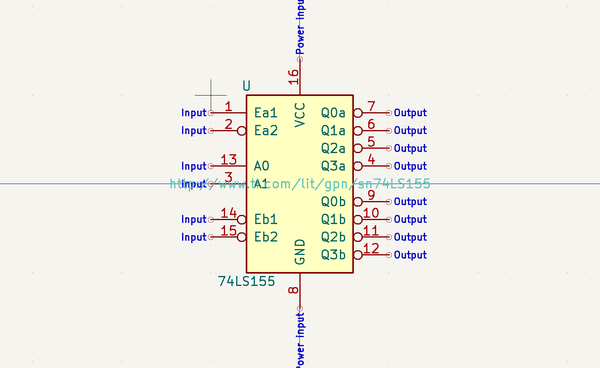 Power input
16
U
VCC
Input 1 Ea1 Q0a 7 Output
Input 2 Ea2 Q1a 6 Output
Q2a 5 Output
Input 13 A0 Q3a 4 Output
Input 3 A1
http://www.ti.com/lit/gpn/sn74LS155
Q0b 9 Output
Input 14 Eb1 Q1b 10 Output
Input 15 Eb2 Q2b 11 Output
Q3b 12 Output
GND
74LS155
8
Power input